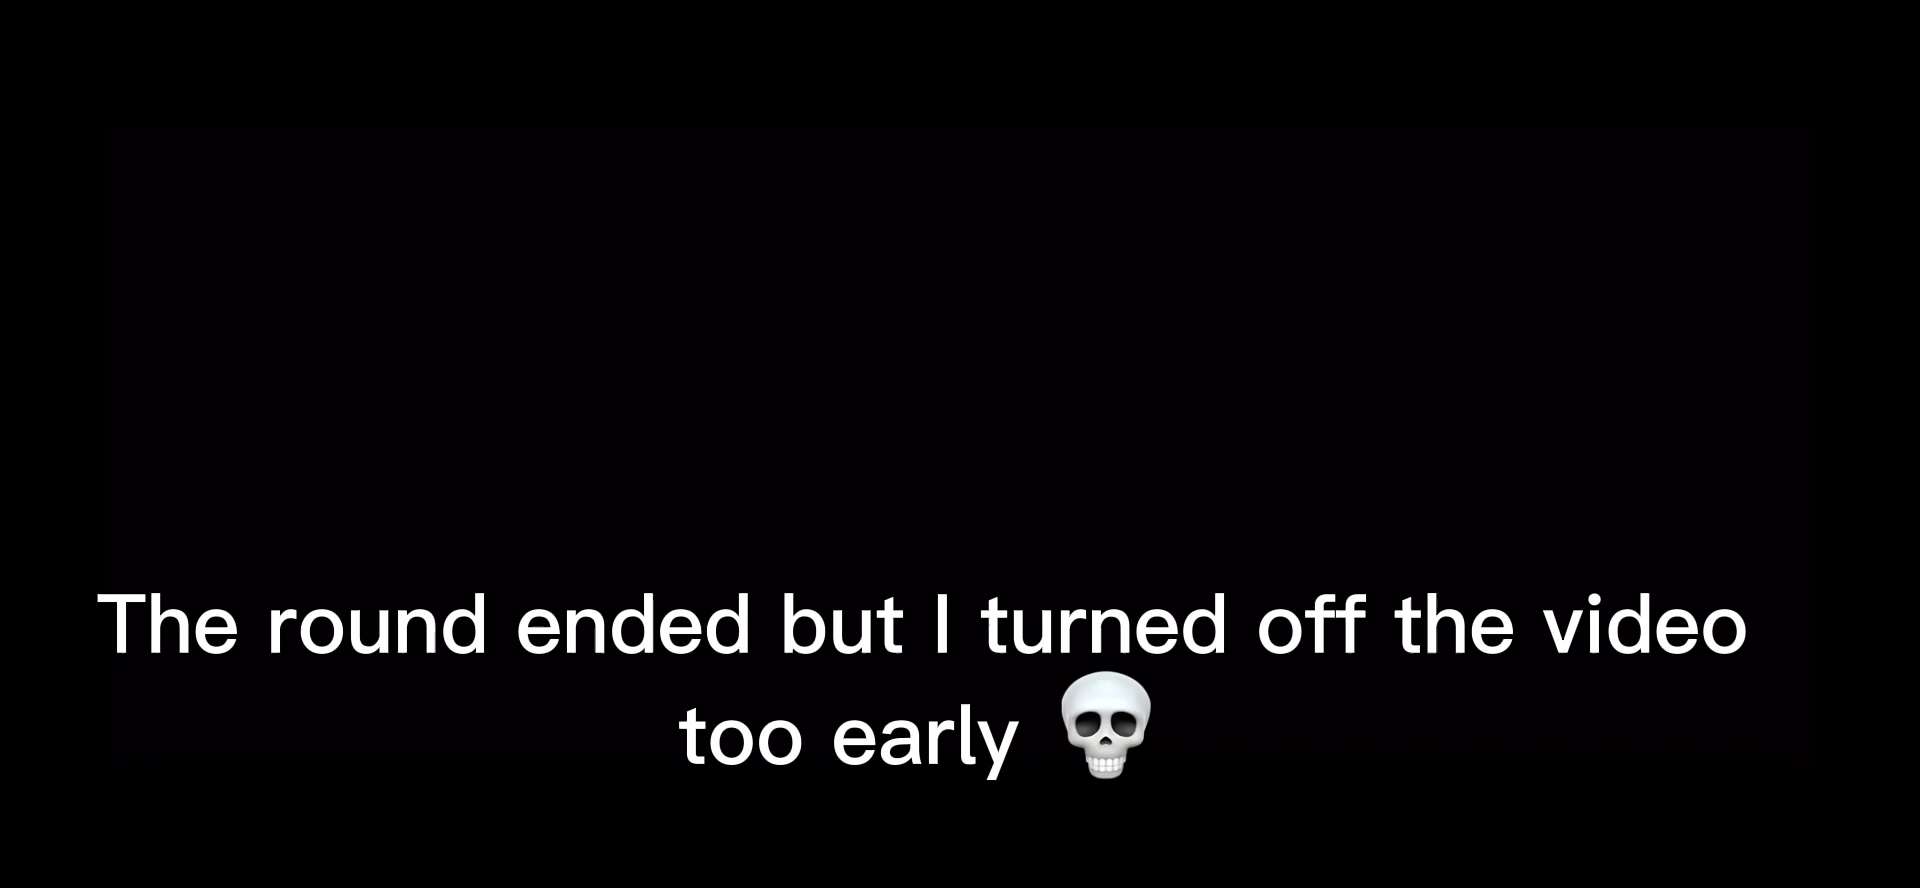 The round ended but I turned off the video
too early 💀